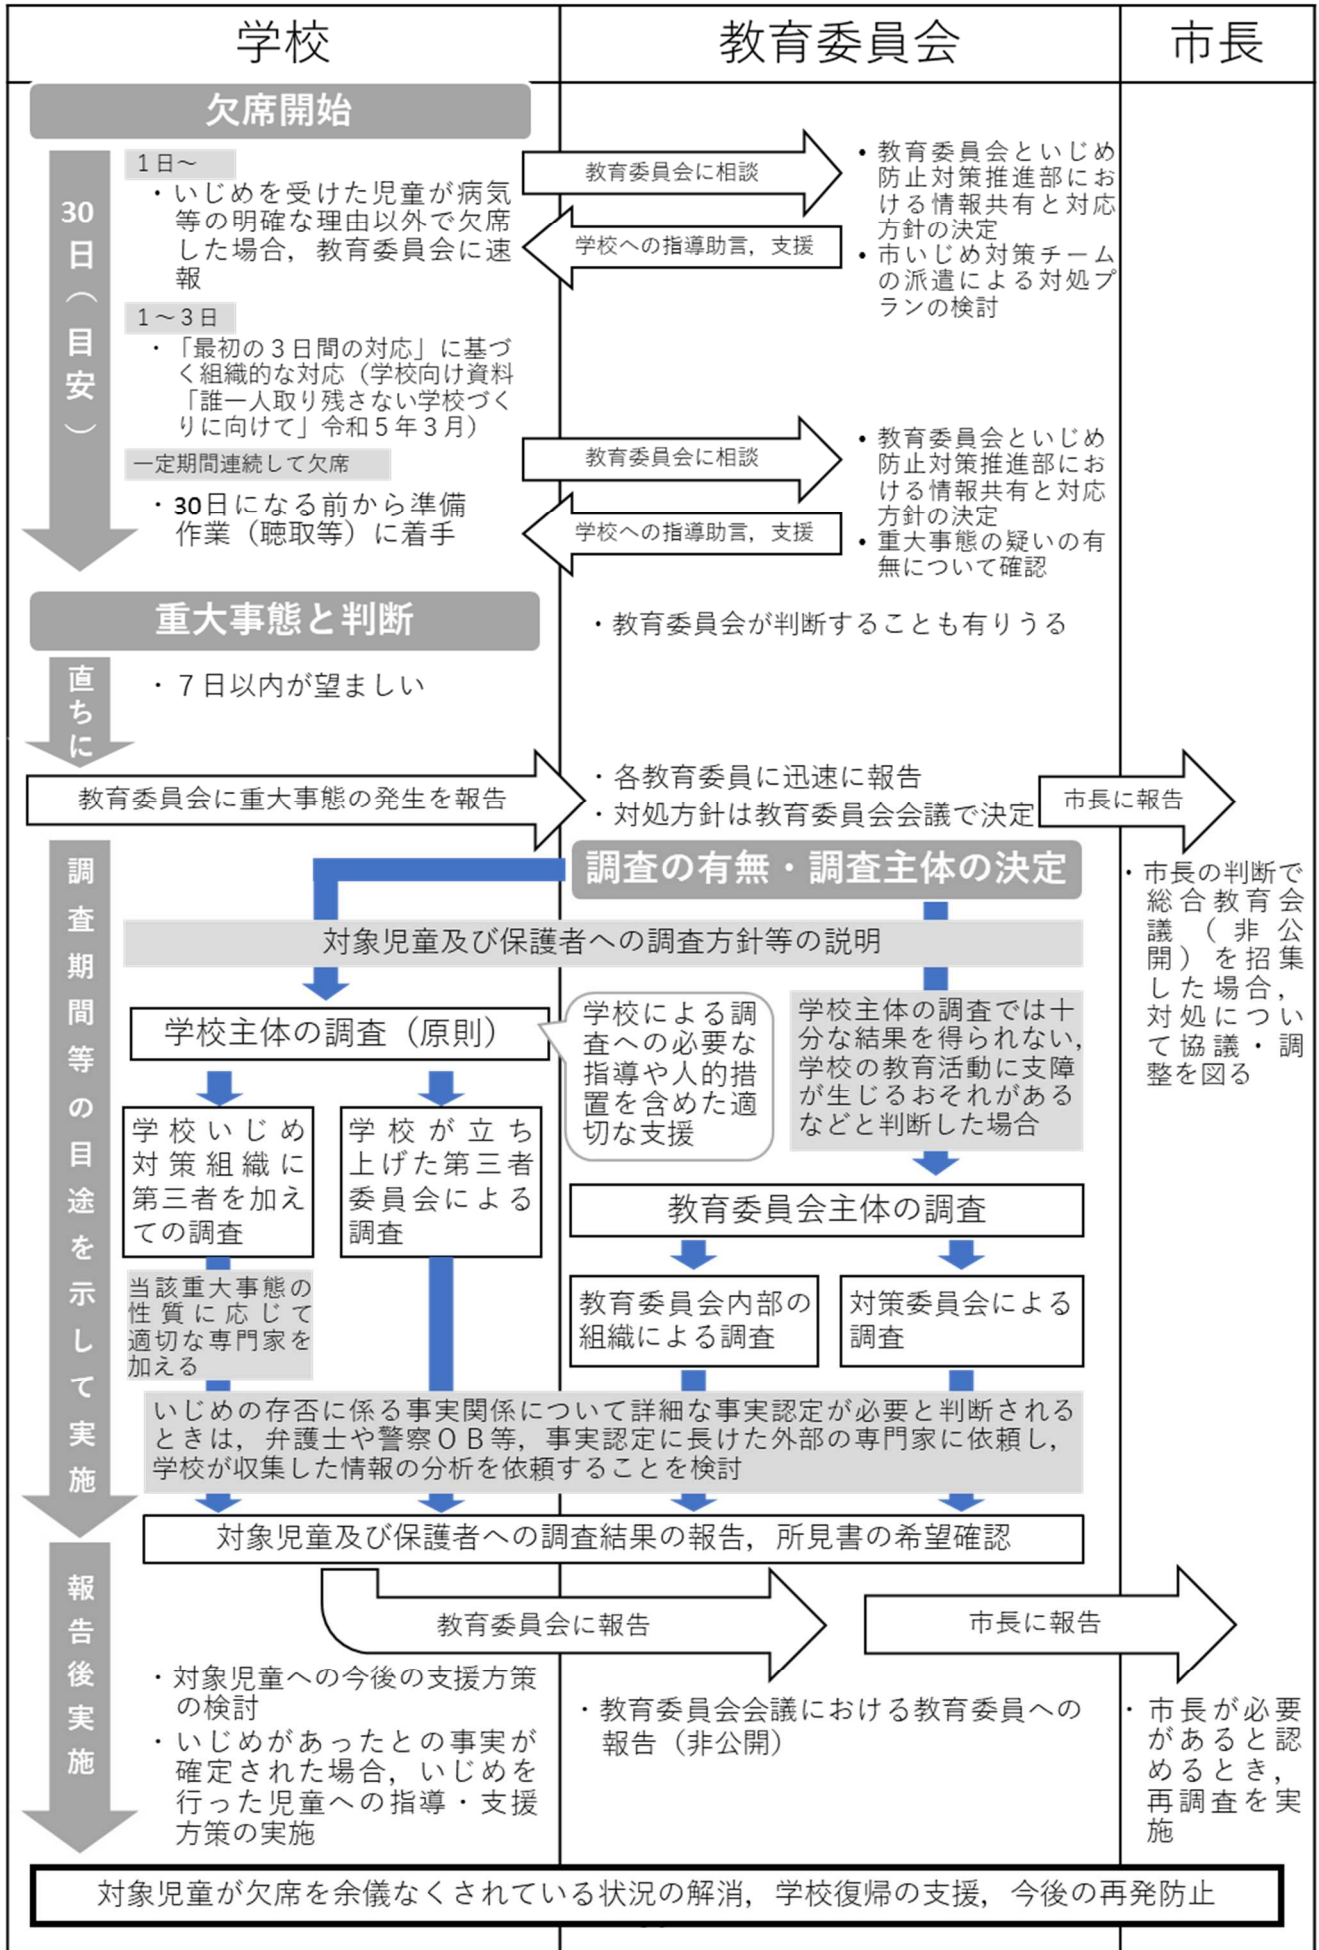 学校
教育委員会
市長
欠席開始
30日（目安）
1日～
・いじめを受けた児童が病気
等の明確な理由以外で欠席
した場合，教育委員会に速
報
教育委員会に相談
学校への指導助言，支援
• 教育委員会といじめ
防止対策推進部にお
ける情報共有と対応
方針の決定
• 市いじめ対策チーム
の派遣による対処プ
ランの検討
1～3日
・「最初の3日間の対応」に基づ
く組織的な対応（学校向け資料
「誰一人取り残さない学校づく
りに向けて」令和5年3月）
一定期間連続して欠席
・30日になる前から準備
作業（聴取等）に着手
教育委員会に相談
学校への指導助言，支援
• 教育委員会といじめ
防止対策推進部にお
ける情報共有と対応
方針の決定
• 重大事態の疑いの有
無について確認
重大事態と判断
・教育委員会が判断することも有りうる
直ちに
・7日以内が望ましい
教育委員会に重大事態の発生を報告
・各教育委員に迅速に報告
・対処方針は教育委員会会議で決定
市長に報告
調査期間等の目途を示して実施
調査の有無・調査主体の決定
・市長の判断で
総合教育会
議（非公
開）を招集
した場合，
対処につい
て協議・調
整を図る
対象児童及び保護者への調査方針等の説明
学校主体の調査（原則）
学校による調
査への必要な
指導や人的措
置を含めた適
切な支援
学校主体の調査では十
分な結果を得られない，
学校の教育活動に支障
が生じるおそれがある
などと判断した場合
学校いじめ
対策組織に
第三者を加え
ての調査
学校が立ち
上げた第三者
委員会による
調査
教育委員会主体の調査
当該重大事態の
性質に応じて
適切な専門家を
加える
教育委員会内部の
組織による調査
対策委員会による
調査
いじめの存否に係る事実関係について詳細な事実認定が必要と判断される
ときは，弁護士や警察ＯＢ等，事実認定に長けた外部の専門家に依頼し，
学校が収集した情報の分析を依頼することを検討
対象児童及び保護者への調査結果の報告，所見書の希望確認
報告後実施
教育委員会に報告
市長に報告
・対象児童への今後の支援方策
の検討
・いじめがあったとの事実が
確定された場合，いじめを
行った児童への指導・支援
方策の実施
・教育委員会会議における教育委員への
報告（非公開）
・市長が必要
があると認
めるとき，
再調査を実
施
対象児童が欠席を余儀なくされている状況の解消，学校復帰の支援，今後の再発防止